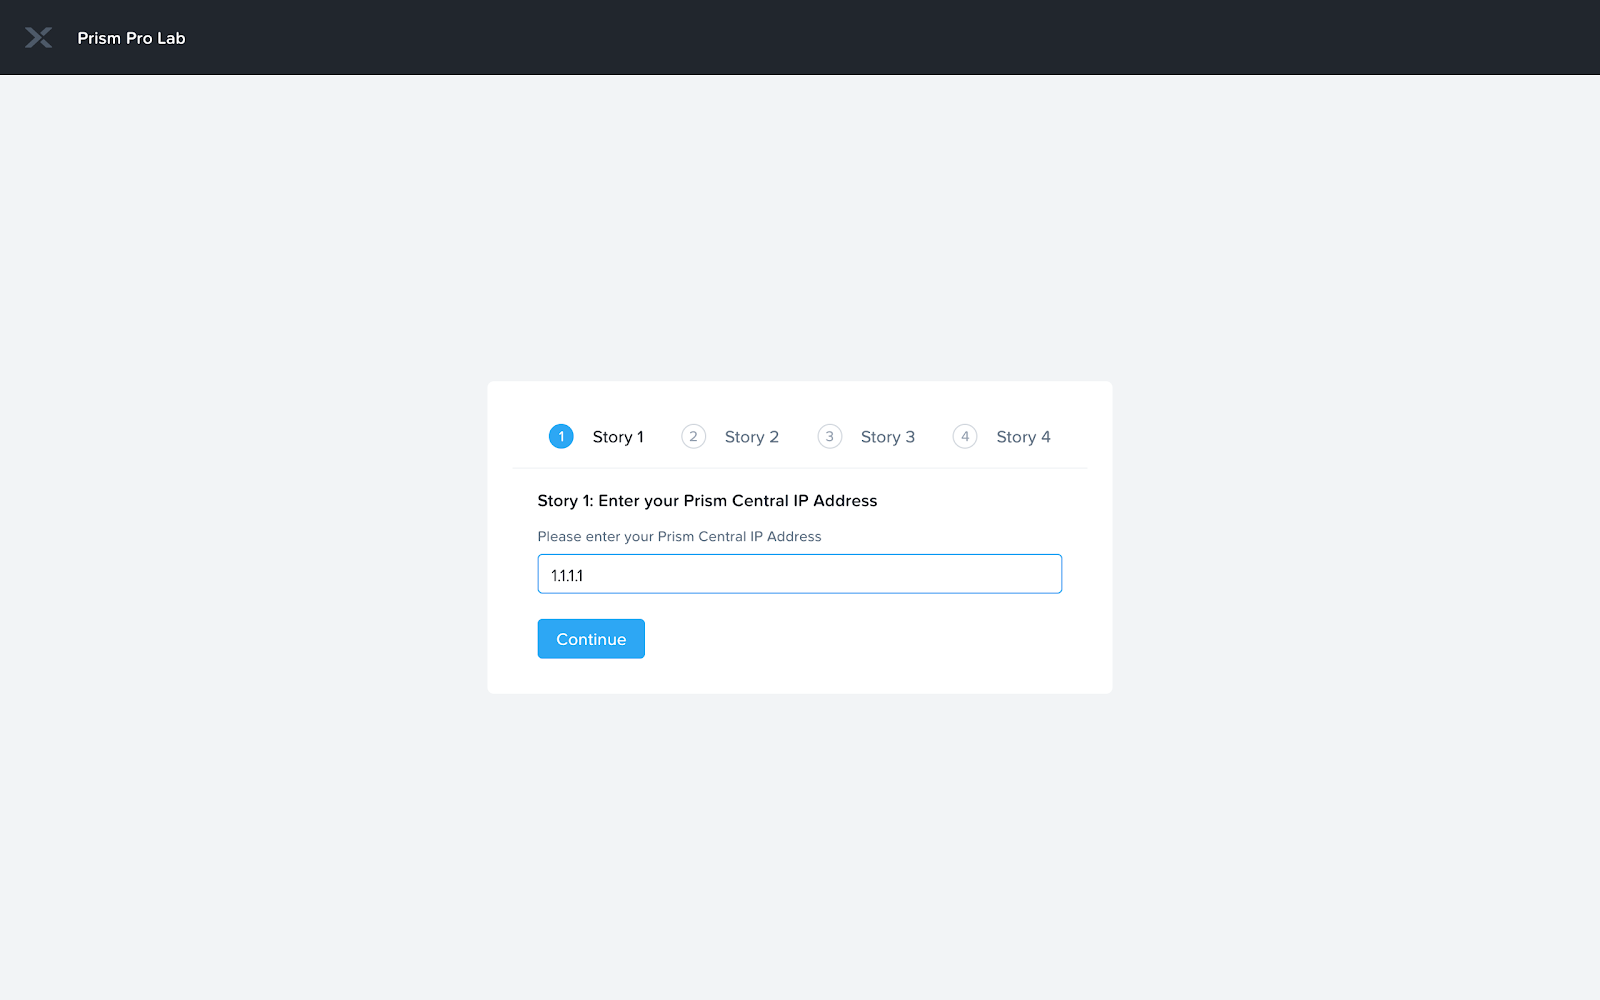 Prism Pro Lab
1 Story 1 2 Story 2 3 Story 3 4 Story 4
Story 1: Enter your Prism Central IP Address
Please enter your Prism Central IP Address
1.1.1.1
Continue